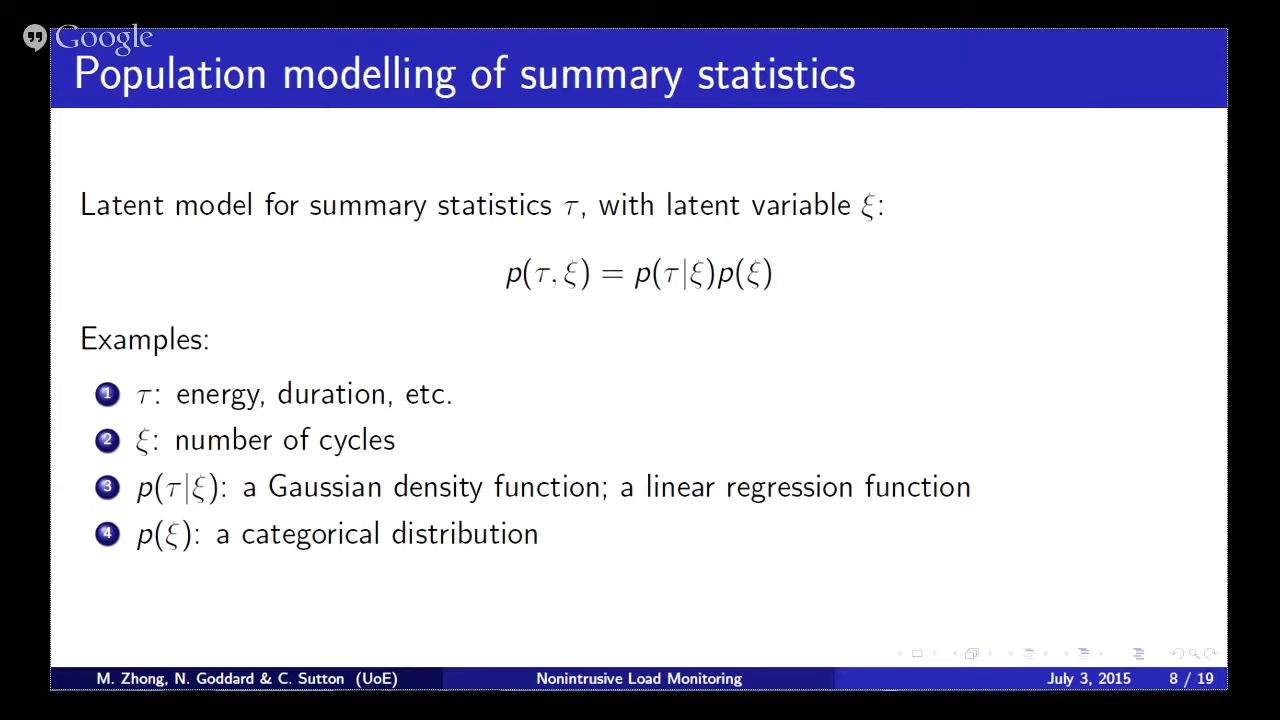 Google
Population modelling of summary statistics
Latent model for summary statistics τ, with latent variable ξ:
p(τ, ξ) = p(τ|ξ)p(ξ)
Examples:
1 τ: energy, duration, etc.
2 ξ: number of cycles
3 p(τ|ξ): a Gaussian density function; a linear regression function
4 p(ξ): a categorical distribution
M. Zhong, N. Goddard & C. Sutton (UoE) Nonintrusive Load Monitoring July 3, 2015 8 / 19